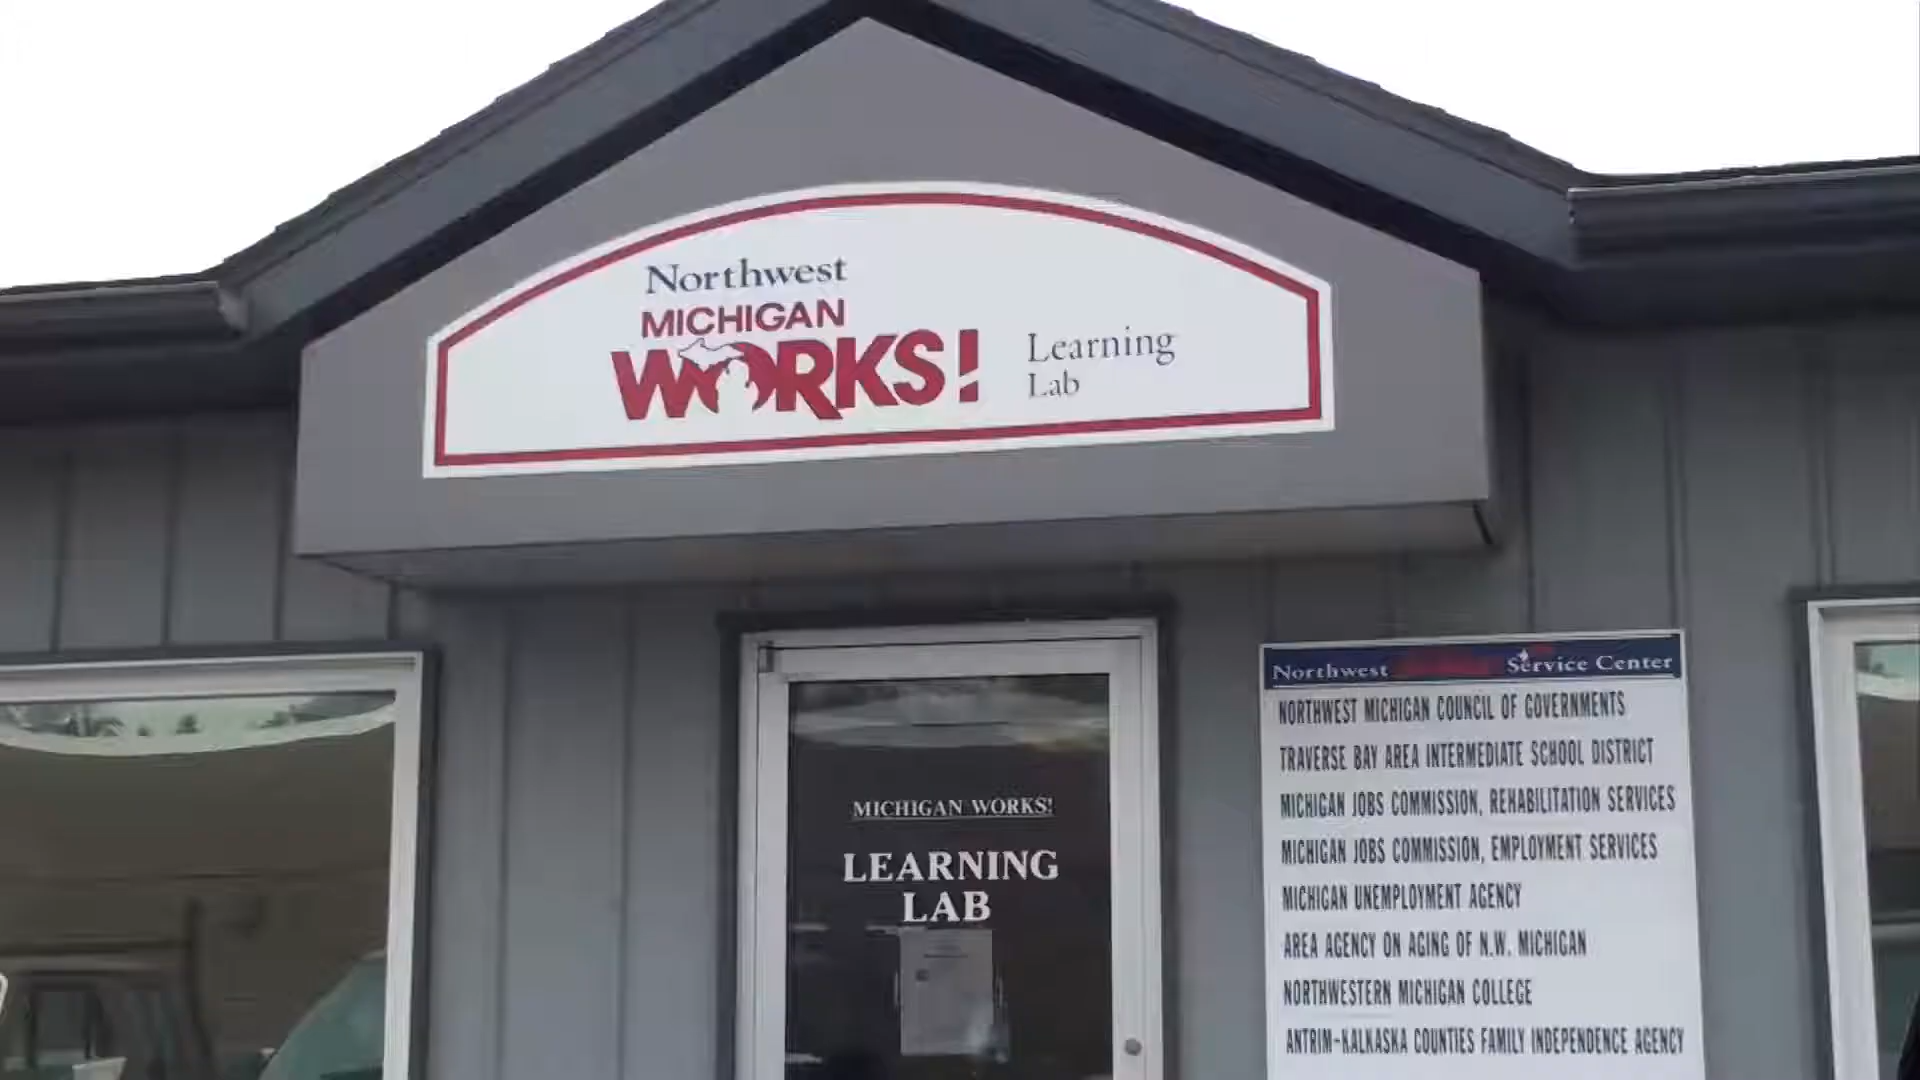 Northwest
MICHIGAN
WORKS!
Learning
Lab
MICHIGAN WORKS!
LEARNING
LAB
Northwest Service Center
NORTHWEST MICHIGAN COUNCIL OF GOVERNMENTS
TRAVERSE BAY AREA INTERMEDIATE SCHOOL DISTRICT
MICHIGAN JOBS COMMISSION, REHABILITATION SERVICES
MICHIGAN JOBS COMMISSION, EMPLOYMENT SERVICES
MICHIGAN UNEMPLOYMENT AGENCY
AREA AGENCY ON AGING OF N.W. MICHIGAN
NORTHWESTERN MICHIGAN COLLEGE
ANTRIM-KALKASKA COUNTIES FAMILY INDEPENDENCE AGENCY